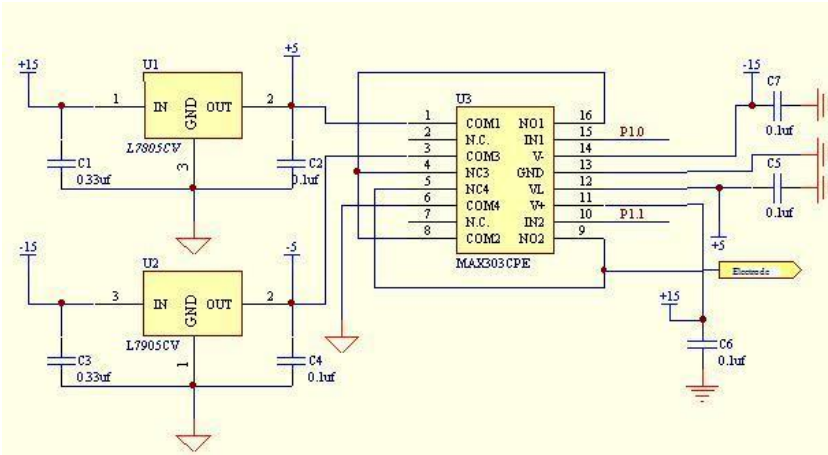 +15
U1
1
IN
OUT
GND
2
3
L7805CV
C1
0.33uf
+5
C2
0.1uf
-15
U2
3
IN
OUT
GND
2
1
L7905CV
C3
0.33uf
-5
C4
0.1uf
U3
1 COM1 NO1 16
2 N.C. IN1 15 P1.0
3 COM3 V- 14
4 NC3 GND 13
5 NC4 VL 12
6 COM4 V+ 11
7 N.C. IN2 10 P1.1
8 COM2 NO2 9
MAX303CPE
-15
C7
0.1uf
C5
0.1uf
+5
Electrode
+15
C6
0.1uf